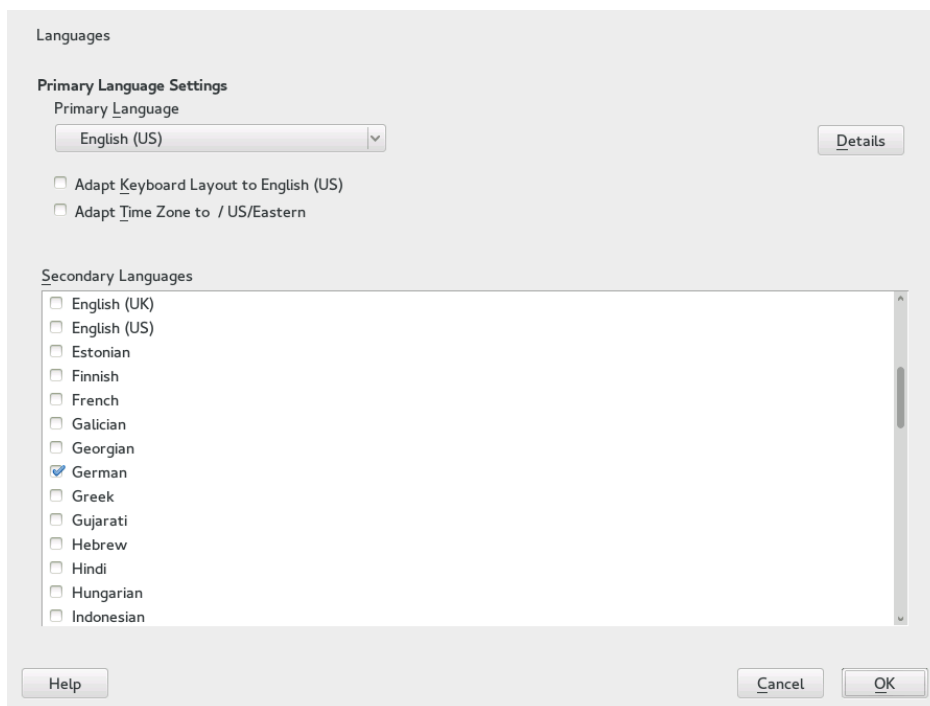 Languages
Primary Language Settings
Primary Language
English (US)
Details
Adapt Keyboard Layout to English (US)
Adapt Time Zone to / US/Eastern
Secondary Languages
English (UK)
English (US)
Estonian
Finnish
French
Galician
Georgian
German
Greek
Gujarati
Hebrew
Hindi
Hungarian
Indonesian
Help
Cancel
OK